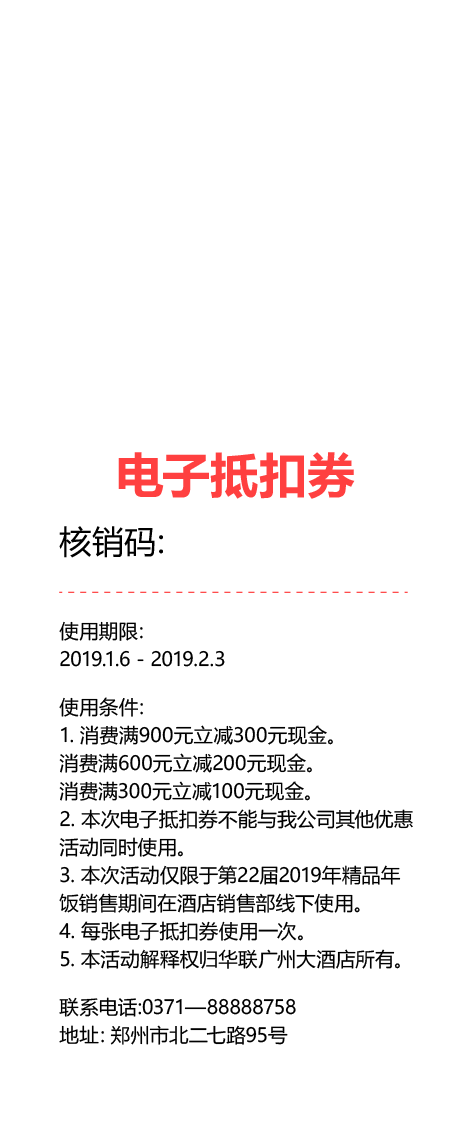 电子抵扣券
核销码:
使用期限:
2019.1.6 - 2019.2.3
使用条件:
1. 消费满900元立减300元现金。
消费满600元立减200元现金。
消费满300元立减100元现金。
2. 本次电子抵扣券不能与我公司其他优惠
活动同时使用。
3. 本次活动仅限于第22届2019年精品年
饭销售期间在酒店销售部线下使用。
4. 每张电子抵扣券使用一次。
5. 本活动解释权归华联广州大酒店所有。
联系电话:0371—88888758
地址: 郑州市北二七路95号